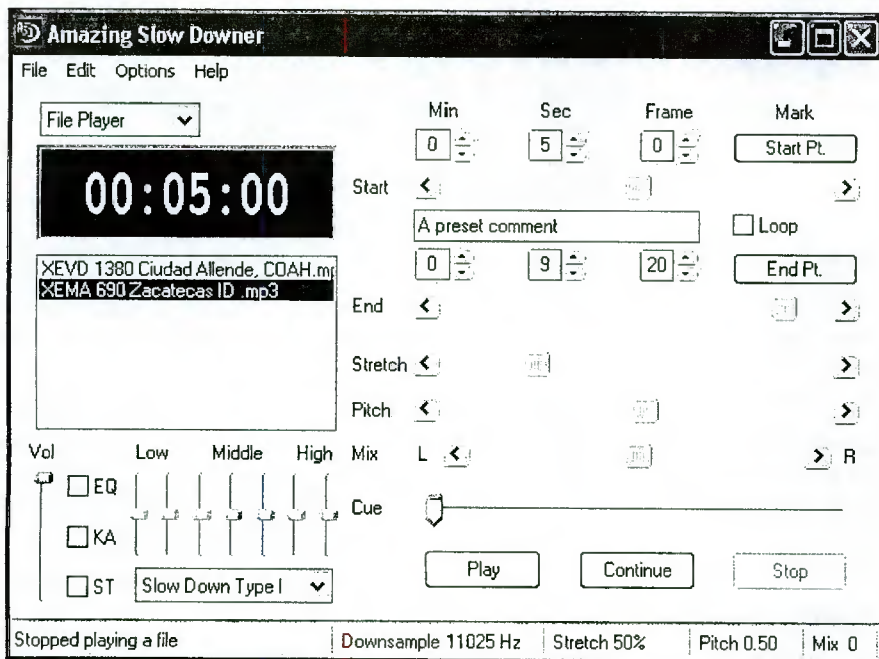 Amazing Slow Downer
File Edit Options Help
File Player
00:05:00
XEVD 1380 Ciudad Allende, COAH.mp
XEMA 690 Zacatecas ID .mp3
Min Sec Frame Mark
0 5 0 Start Pt.
Start
A preset comment Loop
0 9 20 End Pt.
End
Stretch
Pitch
Mix L R
Cue
Vol Low Middle High
EQ
KA
ST Slow Down Type I
Play Continue Stop
Stopped playing a file Downsample 11025 Hz Stretch 50% Pitch 0.50 Mix 0